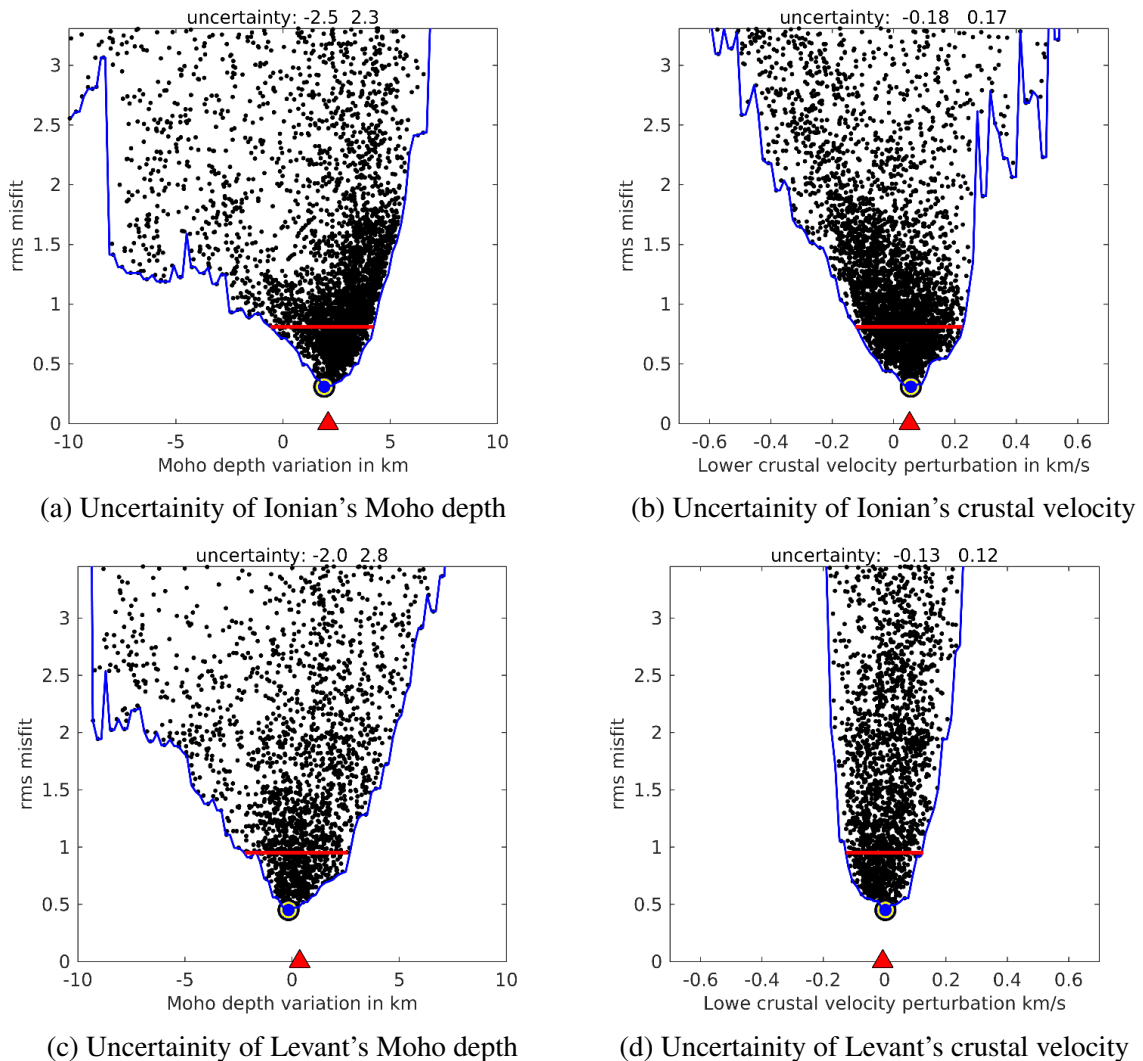 uncertainty: -2.5 2.3
3
2.5
2
1.5
1
0.5
0
-10 -5 0 5 10
rms misfit
Moho depth variation in km
(a) Uncertainity of Ionian's Moho depth
uncertainty: -0.18 0.17
3
2.5
2
1.5
1
0.5
0
-0.6 -0.4 -0.2 0 0.2 0.4 0.6
rms misfit
Lower crustal velocity perturbation in km/s
(b) Uncertainity of Ionian's crustal velocity
uncertainty: -2.0 2.8
3
2.5
2
1.5
1
0.5
0
-10 -5 0 5 10
rms misfit
Moho depth variation in km
(c) Uncertainity of Levant's Moho depth
uncertainty: -0.13 0.12
3
2.5
2
1.5
1
0.5
0
-0.6 -0.4 -0.2 0 0.2 0.4 0.6
rms misfit
Lowe crustal velocity perturbation km/s
(d) Uncertainity of Levant's crustal velocity